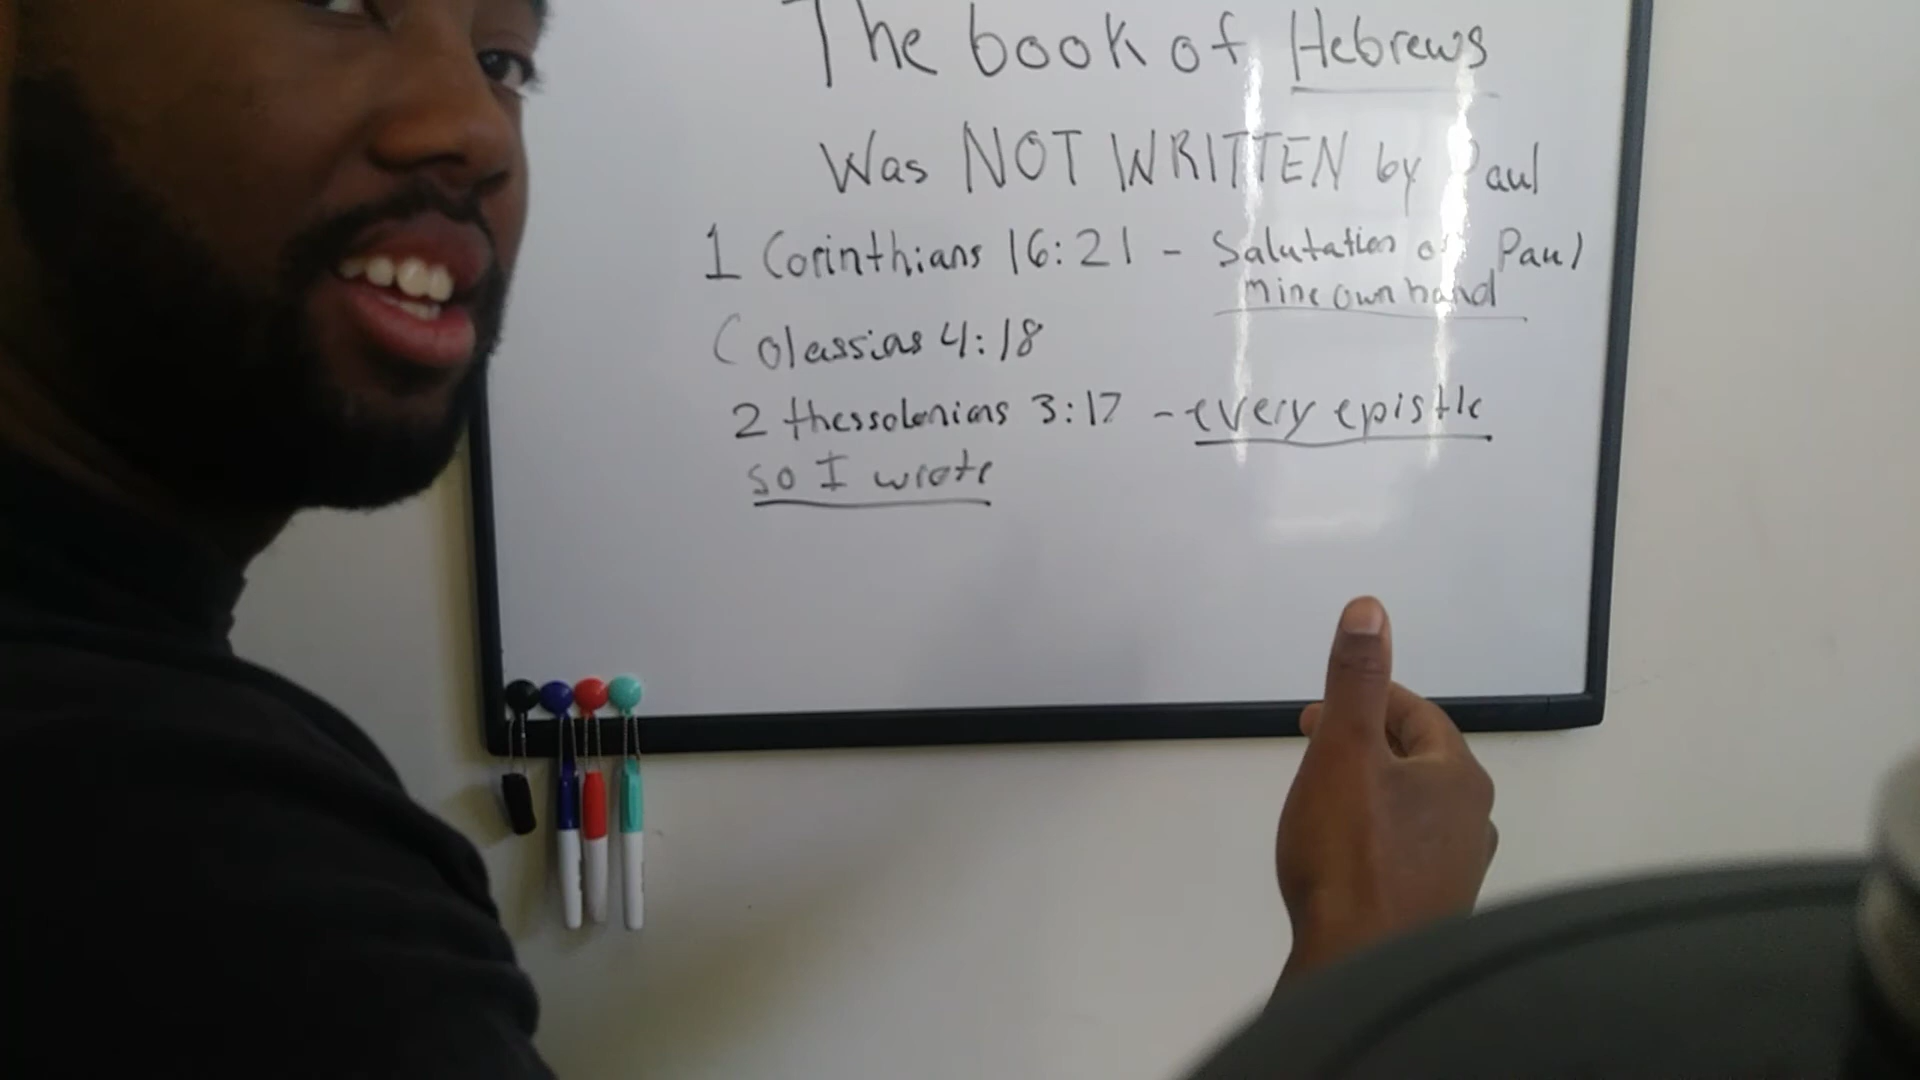 The book of Hebrews
Was NOT WRITTEN by Paul
1 Corinthians 16:21 - Salutation of Paul
mine own hand
Colassias 4:18
2 thessolonians 3:17 - every epistle
so I wrote